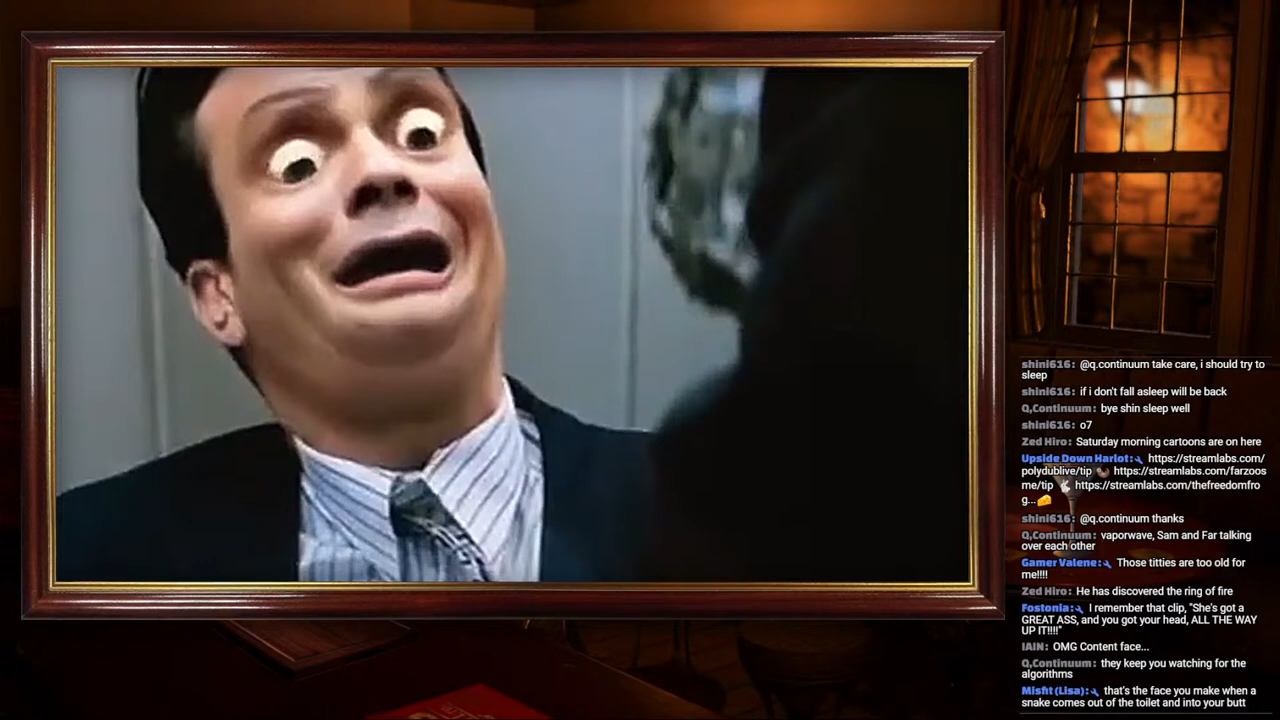 shini616: @q.continuum take care, i should try to
sleep
shini616: if i don't fall asleep will be back
Q,Continuum: bye shin sleep well
shini616: o7
Zed Hiro: Saturday morning cartoons are on here
Upside Down Harlot: https://streamlabs.com/
polydublive/tip https://streamlabs.com/farzoos
me/tip https://streamlabs.com/thefreedomfro
g...
shini616: @q.continuum thanks
Q,Continuum: vaporwave, Sam and Far talking
over each other
Gamer Valene: Those titties are too old for
me!!!!
Zed Hiro: He has discovered the ring of fire
Fostonia: I remember that clip, "She's got a
GREAT ASS, and you got your head, ALL THE WAY
UP IT!!!!"
IAIN: OMG Content face...
Q,Continuum: they keep you watching for the
algorithms
Misfit (Lisa): that's the face you make when a
snake comes out of the toilet and into your butt